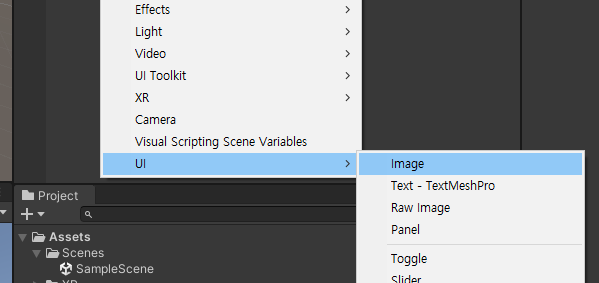 Effects
Light
Video
UI Toolkit
XR
Camera
Visual Scripting Scene Variables
UI
Image
Text - TextMeshPro
Raw Image
Panel
Toggle
Slider
Project
Assets
Scenes
SampleScene
XR